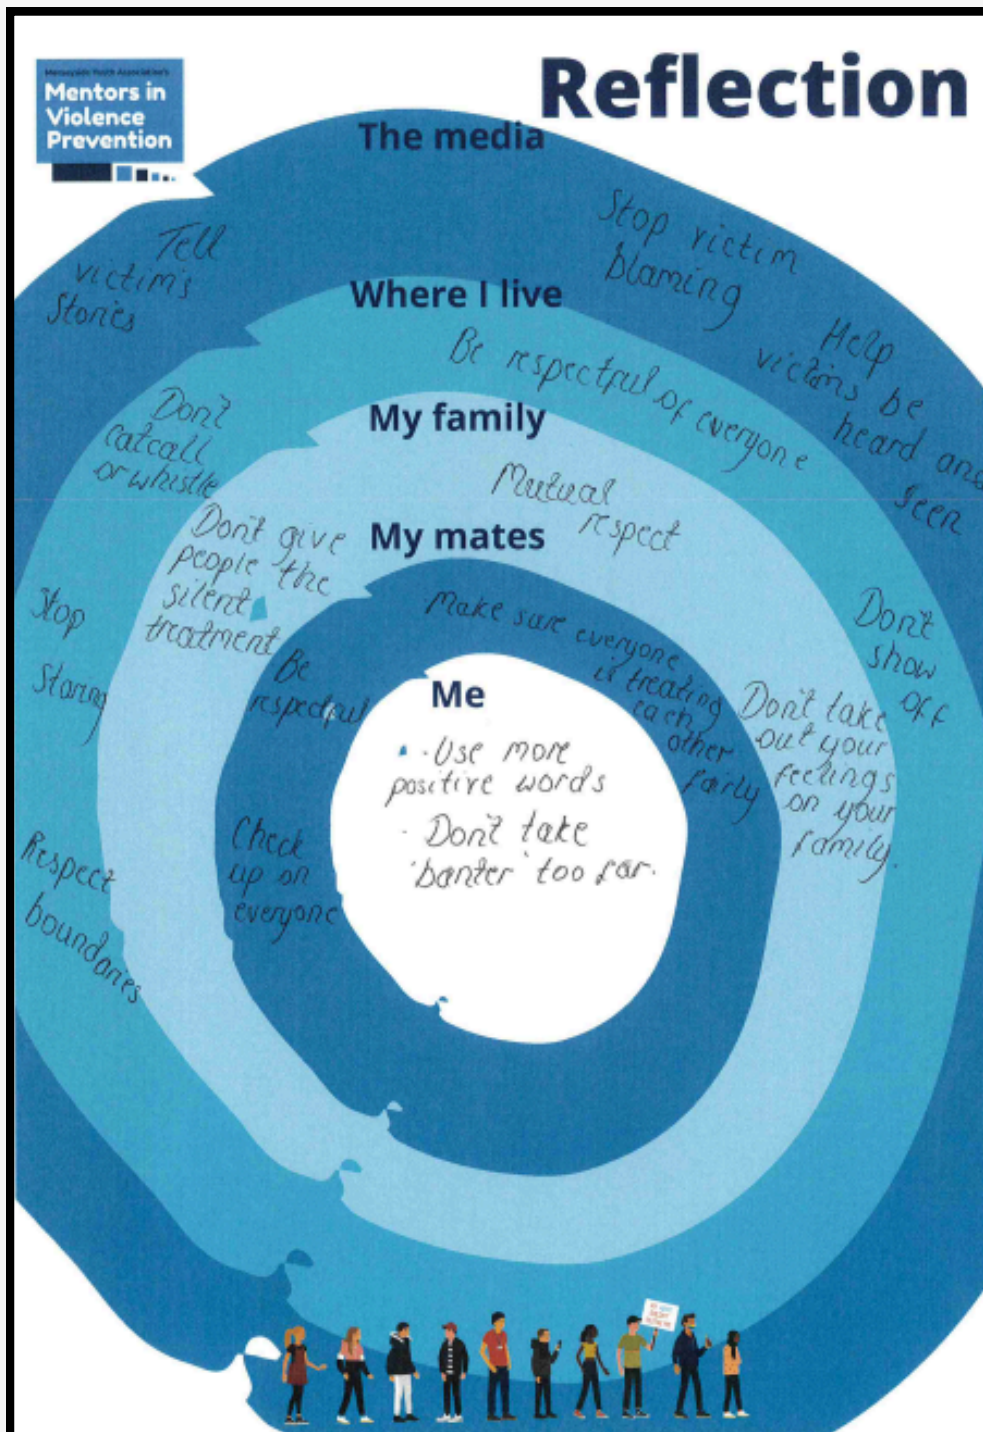 Reflection
Merseyside Youth Association's
Mentors in
Violence
Prevention
The media
Tell
victim's
Stories
Stop victim
blaming
Help
victims be
heard and
seen
Where I live
Be respectful of everyone
Don't
catcall
or whistle
Stop
Staring
Respect
boundaries
Don't
show
off
My family
Mutual
respect
Don't give
people the
silent
treatment
Don't take
out your
feelings
on your
family.
My mates
Make sure everyone
is treating
each
other
fairly
Be
respectful
Check
up on
everyone
Me
· Use more
positive words
· Don't take
'banter' too far.